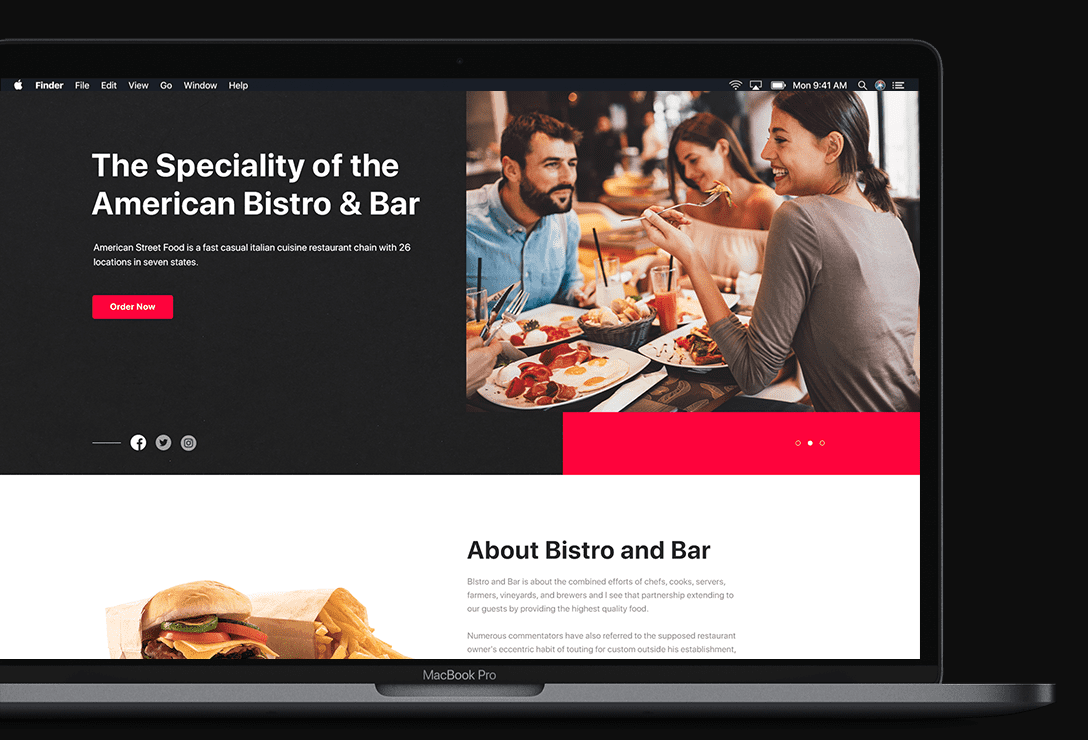 Finder File Edit View Go Window Help Mon 9:41 AM
The Speciality of the
American Bistro & Bar
American Street Food is a fast casual italian cuisine restaurant chain with 26
locations in seven states.
Order Now
About Bistro and Bar
Bistro and Bar is about the combined efforts of chefs, cooks, servers,
farmers, vineyards, and brewers and I see that partnership extending to
our guests by providing the highest quality food.
Numerous commentators have also referred to the supposed restaurant
owner's eccentric habit of touting for custom outside his establishment,
MacBook Pro